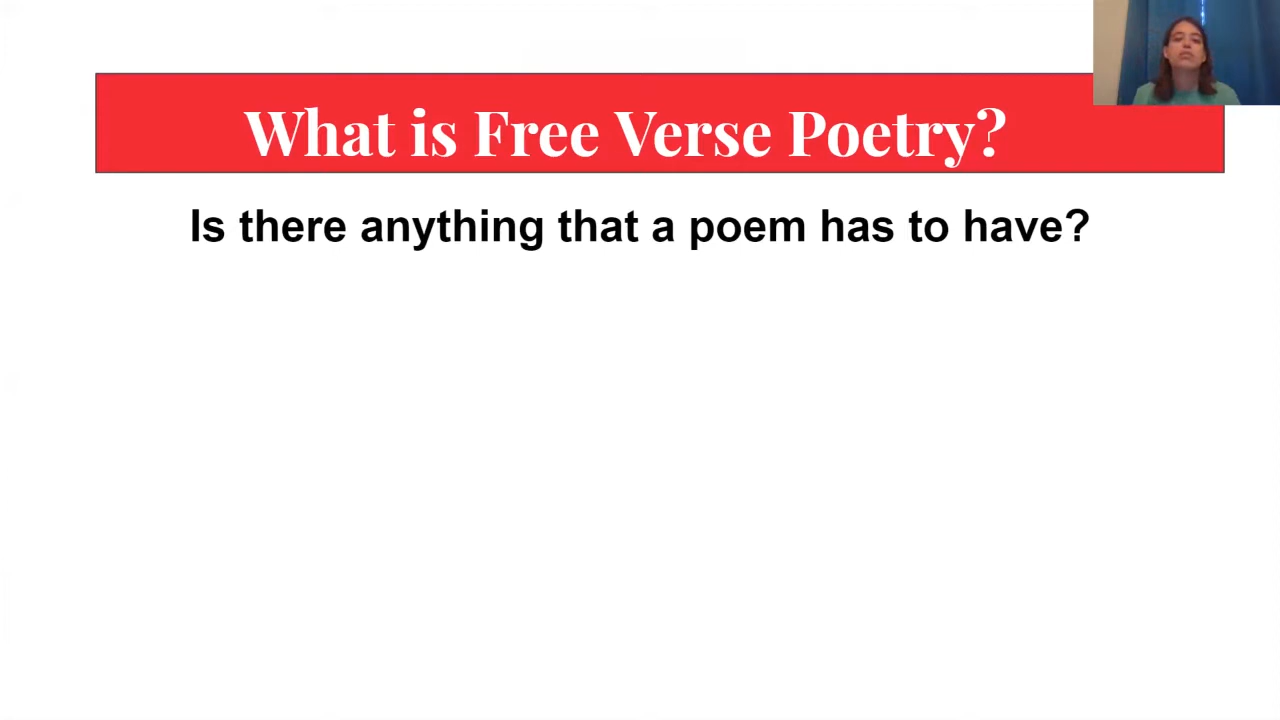 What is Free Verse Poetry?
Is there anything that a poem has to have?